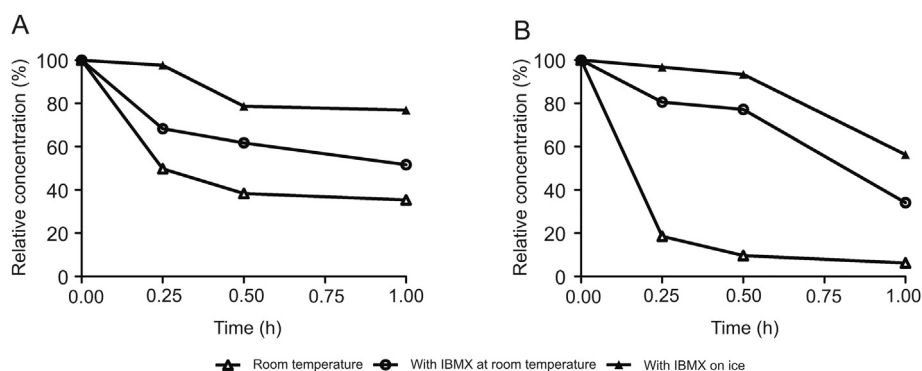 A
Relative concentration (%)
100
80
60
40
20
0
0.00 0.25 0.50 0.75 1.00
Time (h)
B
Relative concentration (%)
100
80
60
40
20
0
0.00 0.25 0.50 0.75 1.00
Time (h)
Room temperature With IBMX at room temperature With IBMX on ice